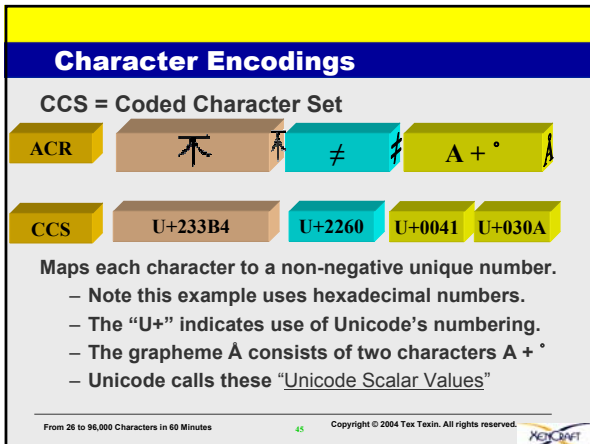 Character Encodings
CCS = Coded Character Set
ACR 𣎴 𣎴 ≠ ≠ A + ° Å
CCS U+233B4 U+2260 U+0041 U+030A
Maps each character to a non-negative unique number.
– Note this example uses hexadecimal numbers.
– The “U+” indicates use of Unicode’s numbering.
– The grapheme Å consists of two characters A + °
– Unicode calls these “Unicode Scalar Values”
From 26 to 96,000 Characters in 60 Minutes 45 Copyright © 2004 Tex Texin. All rights reserved.
XENCRAFT